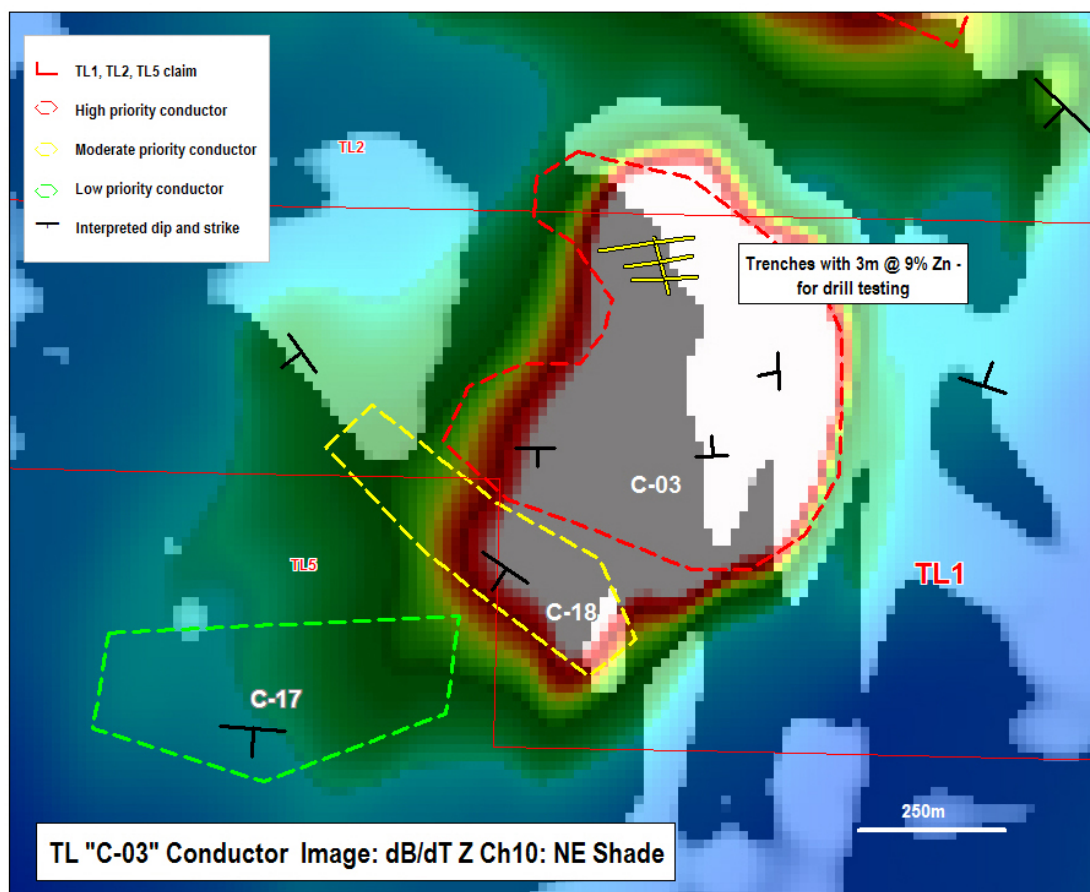 TL1, TL2, TL5 claim
High priority conductor
Moderate priority conductor
Low priority conductor
Interpreted dip and strike
TL2
Trenches with 3m @ 9% Zn -
for drill testing
C-03
TL5
TL1
C-18
C-17
250m
TL "C-03" Conductor Image: dB/dT Z Ch10: NE Shade